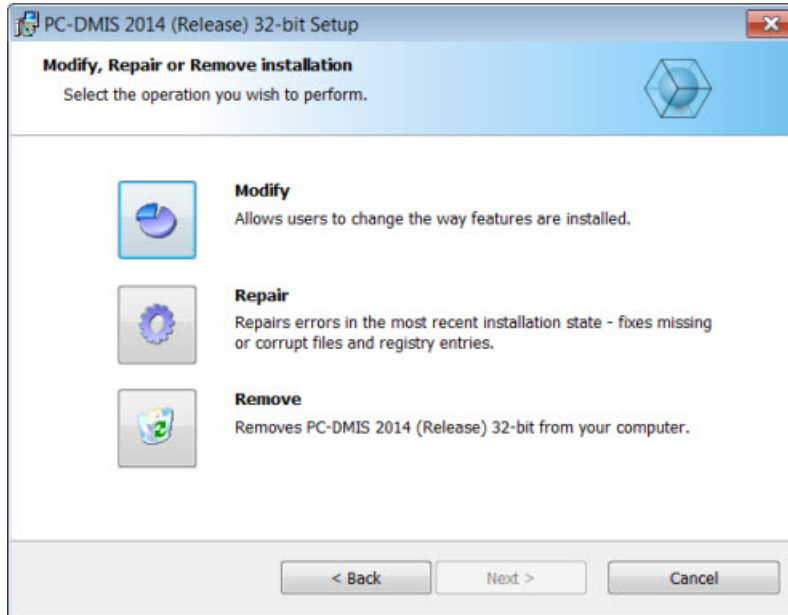 PC-DMIS 2014 (Release) 32-bit Setup
Modify, Repair or Remove installation
Select the operation you wish to perform.
Modify
Allows users to change the way features are installed.
Repair
Repairs errors in the most recent installation state - fixes missing
or corrupt files and registry entries.
Remove
Removes PC-DMIS 2014 (Release) 32-bit from your computer.
< Back
Next >
Cancel